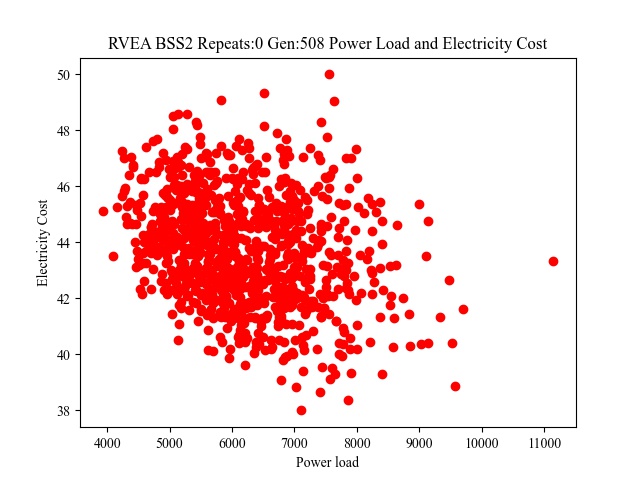 RVEA BSS2 Repeats:0 Gen:508 Power Load and Electricity Cost
50
48
46
44
42
40
38
Electricity Cost
4000 5000 6000 7000 8000 9000 10000 11000
Power load